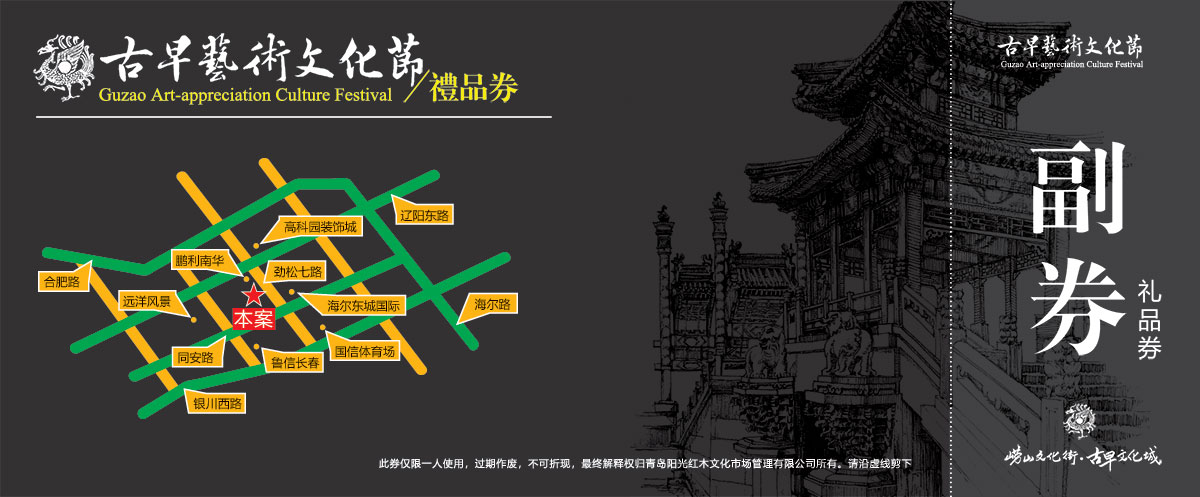 古早藝術文化節
Guzao Art-appreciation Culture Festival
/禮品券
辽阳东路
高科园装饰城
鹏利南华
劲松七路
合肥路
远洋风景
海尔东城国际
海尔路
本案
同安路
鲁信长春
国信体育场
银川西路
此券仅限一人使用，过期作废，不可折现，最终解释权归青岛阳光红木文化市场管理有限公司所有。请沿虚线剪下
古早藝術文化節
Guzao Art-appreciation Culture Festival
副券
礼品券
崂山文化街·古早文化城